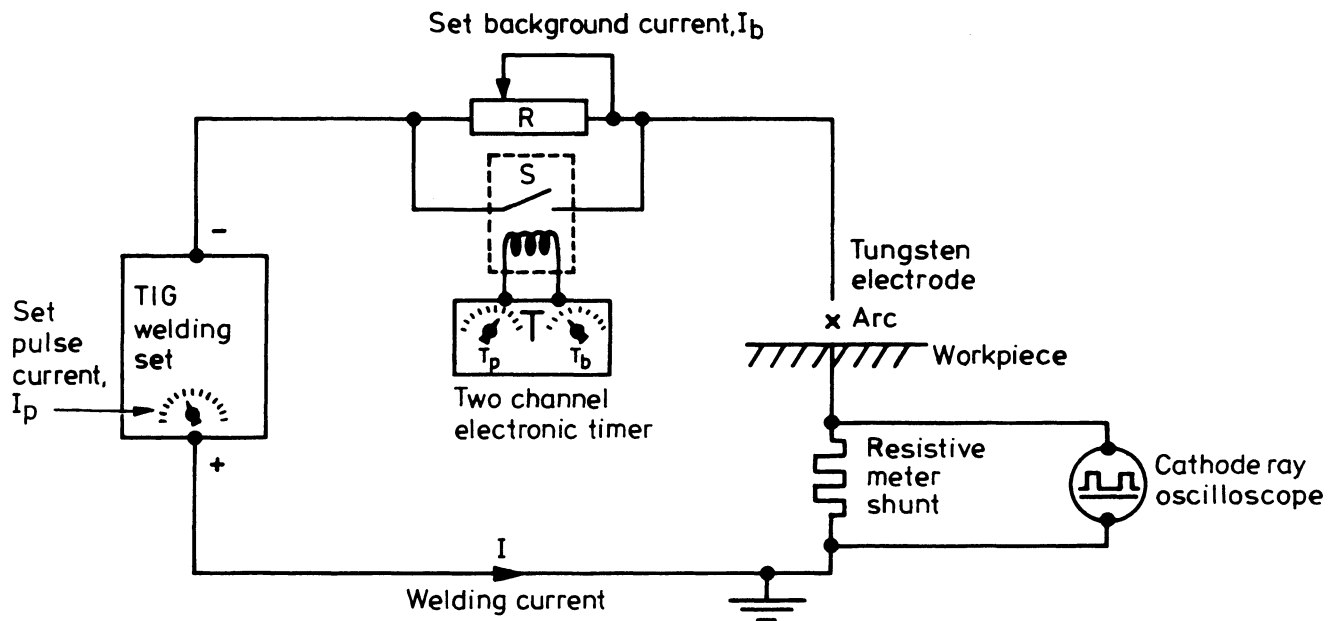 Set background current, Ib
R
S
-
TIG
welding
set
Set
pulse
current,
Ip
T
Tp
Tb
Two channel
electronic timer
Tungsten
electrode
x Arc
Workpiece
Resistive
meter
shunt
Cathode ray
oscilloscope
+
I
Welding current